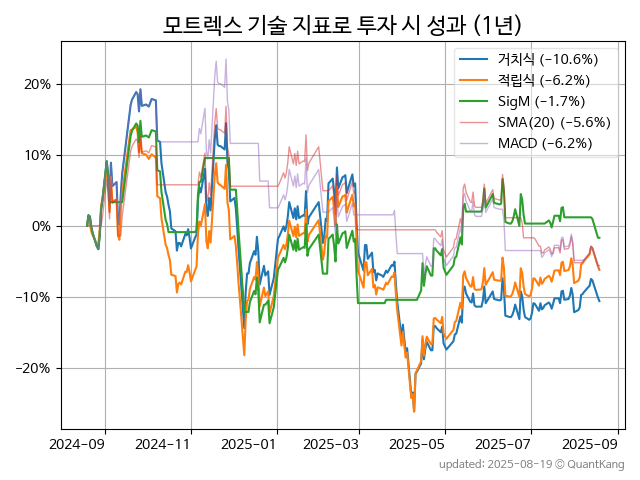 모트렉스 기술 지표로 투자 시 성과 (1년)
거치식 (−10.6%)
적립식 (−6.2%)
SigM (−1.7%)
SMA(20) (−5.6%)
MACD (−6.2%)
20%
10%
0%
−10%
−20%
2024-09
2024-11
2025-01
2025-03
2025-05
2025-07
2025-09
updated: 2025-08-19 © QuantKang